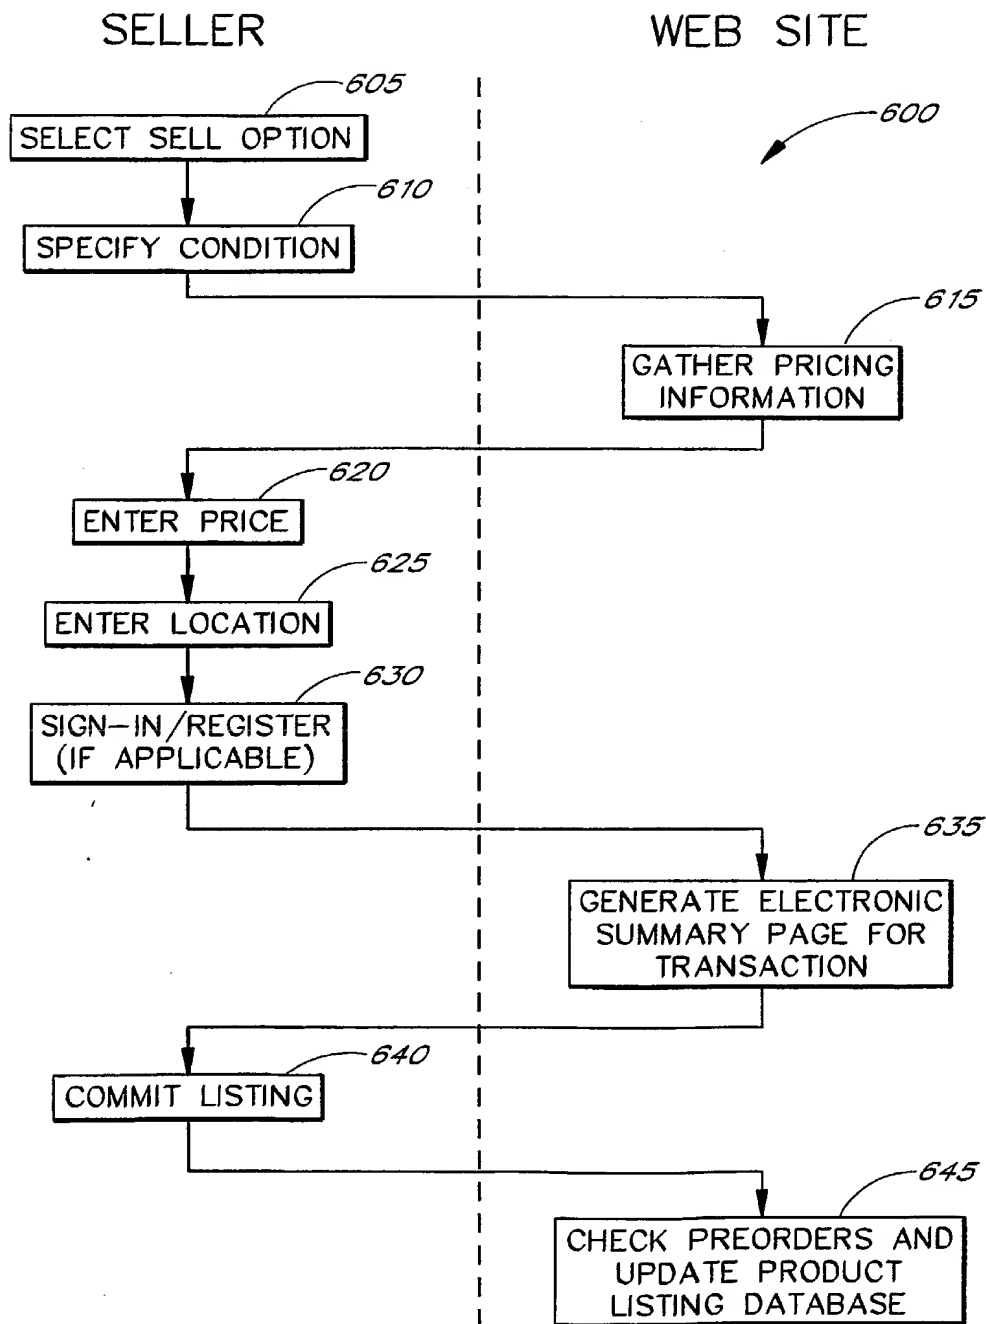 SELLER
WEB SITE
605
SELECT SELL OPTION
600
610
SPECIFY CONDITION
615
GATHER PRICING
INFORMATION
620
ENTER PRICE
625
ENTER LOCATION
630
SIGN-IN/REGISTER
(IF APPLICABLE)
635
GENERATE ELECTRONIC
SUMMARY PAGE FOR
TRANSACTION
640
COMMIT LISTING
645
CHECK PREORDERS AND
UPDATE PRODUCT
LISTING DATABASE